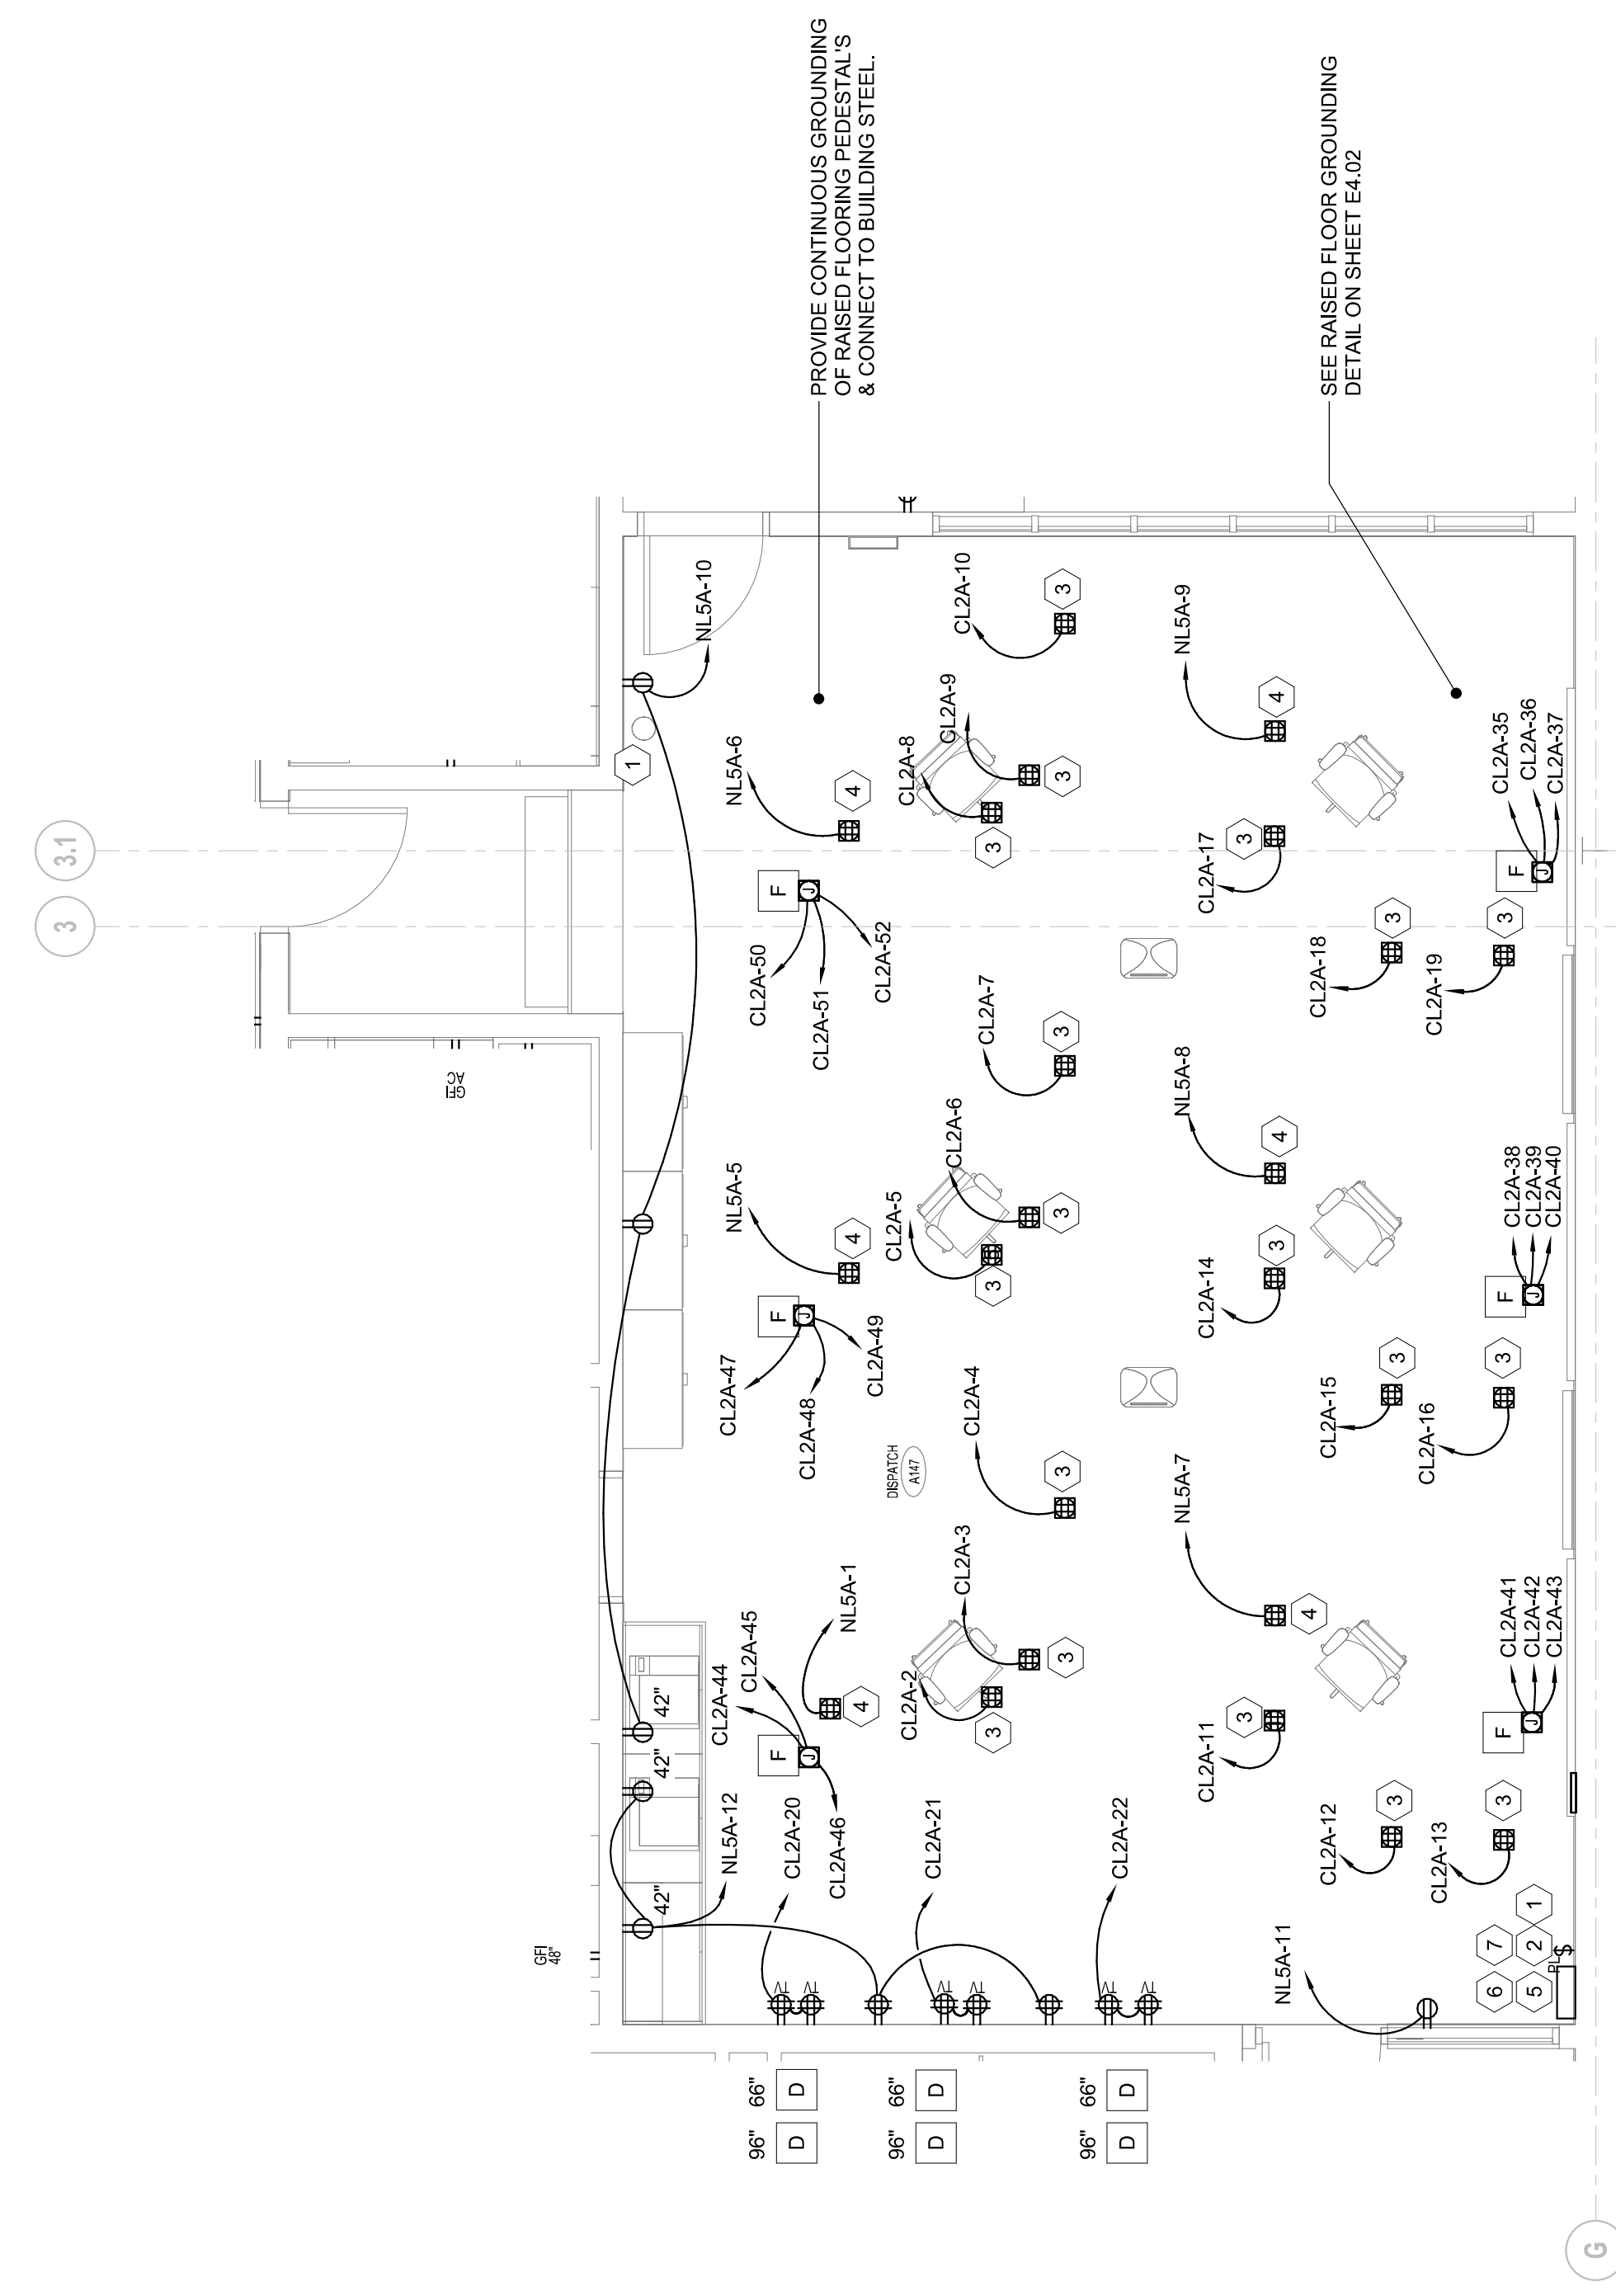 PROVIDE CONTINUOUS GROUNDING
OF RAISED FLOORING PEDESTAL'S
& CONNECT TO BUILDING STEEL.
SEE RAISED FLOOR GROUNDING
DETAIL ON SHEET E4.02
3.1
3
G
GFI
AC
GFI
48"
1
NL5A-10
NL5A-6
4
CL2A-10
3
CL2A-9
3
CL2A-8
3
NL5A-9
4
CL2A-35
CL2A-36
CL2A-37
F
J
F
J
CL2A-50
CL2A-51
CL2A-52
CL2A-17
3
CL2A-18
3
CL2A-19
3
CL2A-7
3
NL5A-8
4
NL5A-5
4
CL2A-6
3
CL2A-5
3
CL2A-14
3
CL2A-38
CL2A-39
CL2A-40
F
J
F
J
CL2A-47
CL2A-48
CL2A-49
CL2A-15
3
CL2A-16
3
CL2A-4
3
DISPATCH
A147
NL5A-7
4
NL5A-1
4
CL2A-3
3
CL2A-2
3
CL2A-41
CL2A-42
CL2A-43
F
J
CL2A-44
CL2A-45
CL2A-46
F
J
CL2A-11
3
CL2A-12
3
CL2A-13
3
42"
42"
42"
NL5A-12
CL2A-20
CL2A-21
CL2A-22
NL5A-11
TV
TV
TV
TV
TV
TV
7
1
6
2
5
PL
$
66"
D
66"
D
66"
D
96"
D
96"
D
96"
D